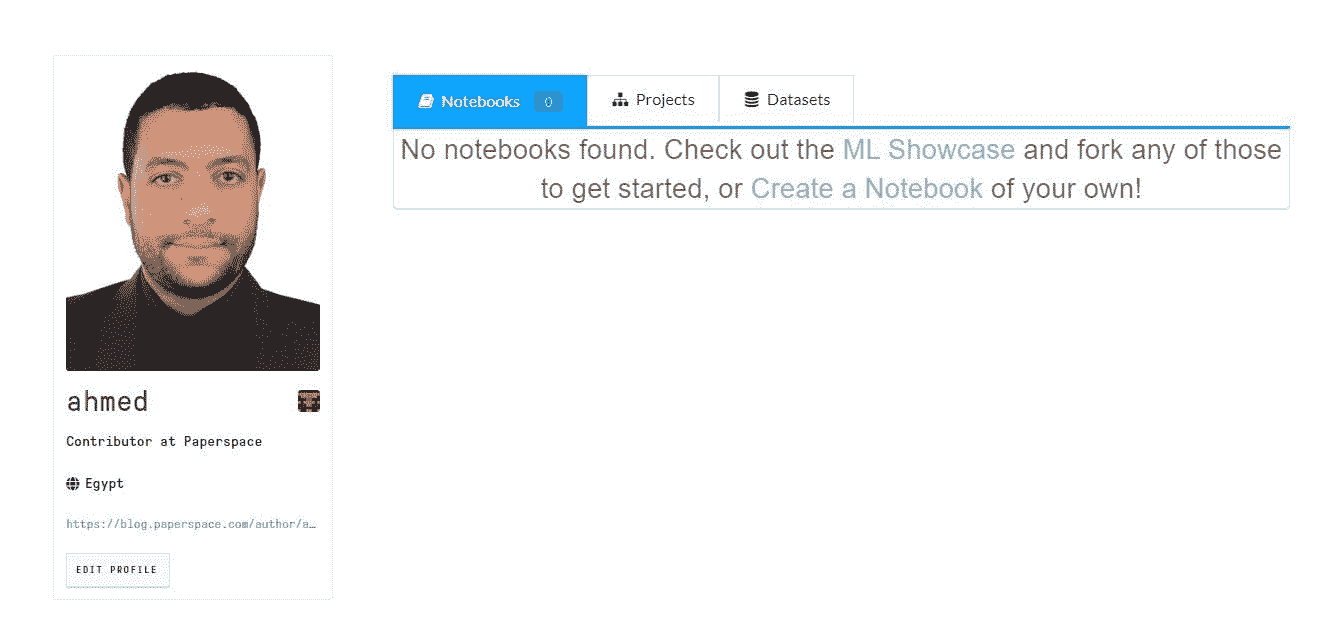 Notebooks 0 Projects Datasets
No notebooks found. Check out the ML Showcase and fork any of those
to get started, or Create a Notebook of your own!
ahmed
Contributor at Paperspace
Egypt
https://blog.paperspace.com/author/a…
EDIT PROFILE